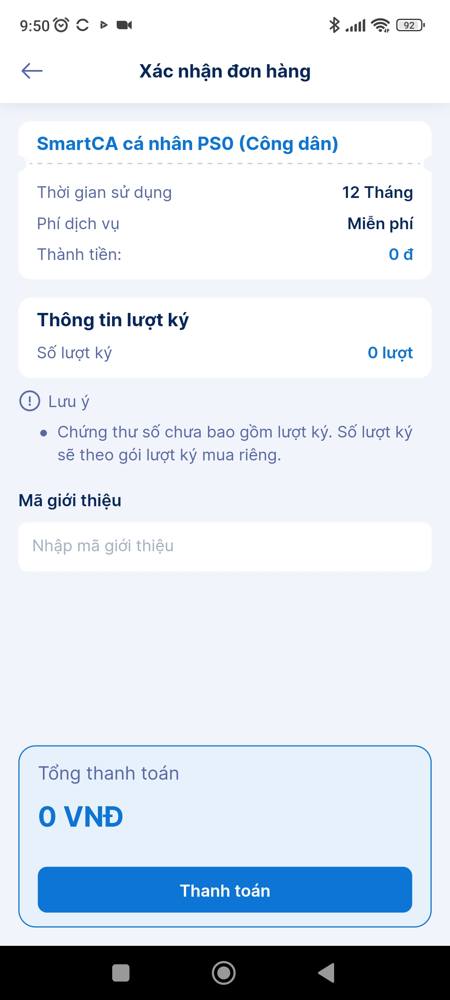 9:50
92
Xác nhận đơn hàng
SmartCA cá nhân PS0 (Công dân)
Thời gian sử dụng 12 Tháng
Phí dịch vụ Miễn phí
Thành tiền: 0 đ
Thông tin lượt ký
Số lượt ký 0 lượt
Lưu ý
Chứng thư số chưa bao gồm lượt ký. Số lượt ký
sẽ theo gói lượt ký mua riêng.
Mã giới thiệu
Nhập mã giới thiệu
Tổng thanh toán
0 VNĐ
Thanh toán